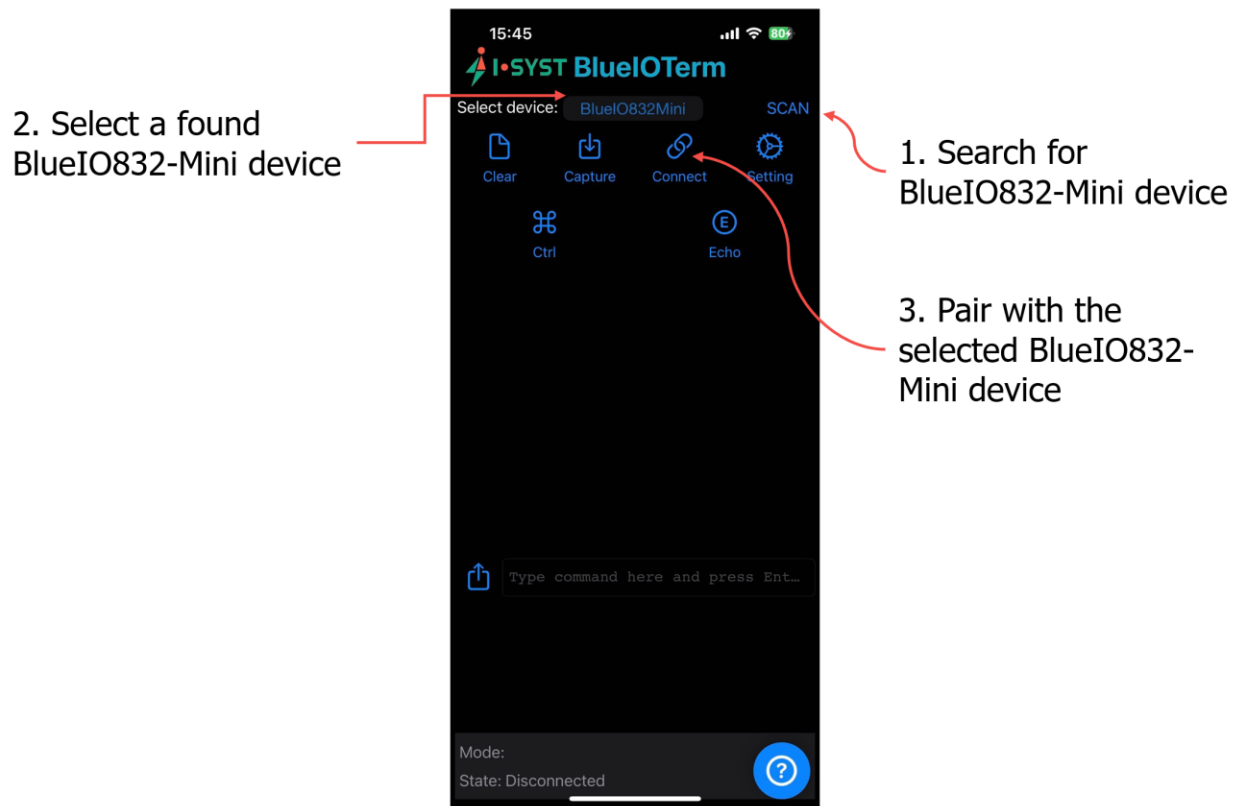 15:45
80
I•SYST BlueIOTerm
Select device: BlueIO832Mini SCAN
Clear Capture Connect Setting
Ctrl Echo
Type command here and press Ent…
Mode:
State: Disconnected
2. Select a found
BlueIO832-Mini device
1. Search for
BlueIO832-Mini device
3. Pair with the
selected BlueIO832-
Mini device